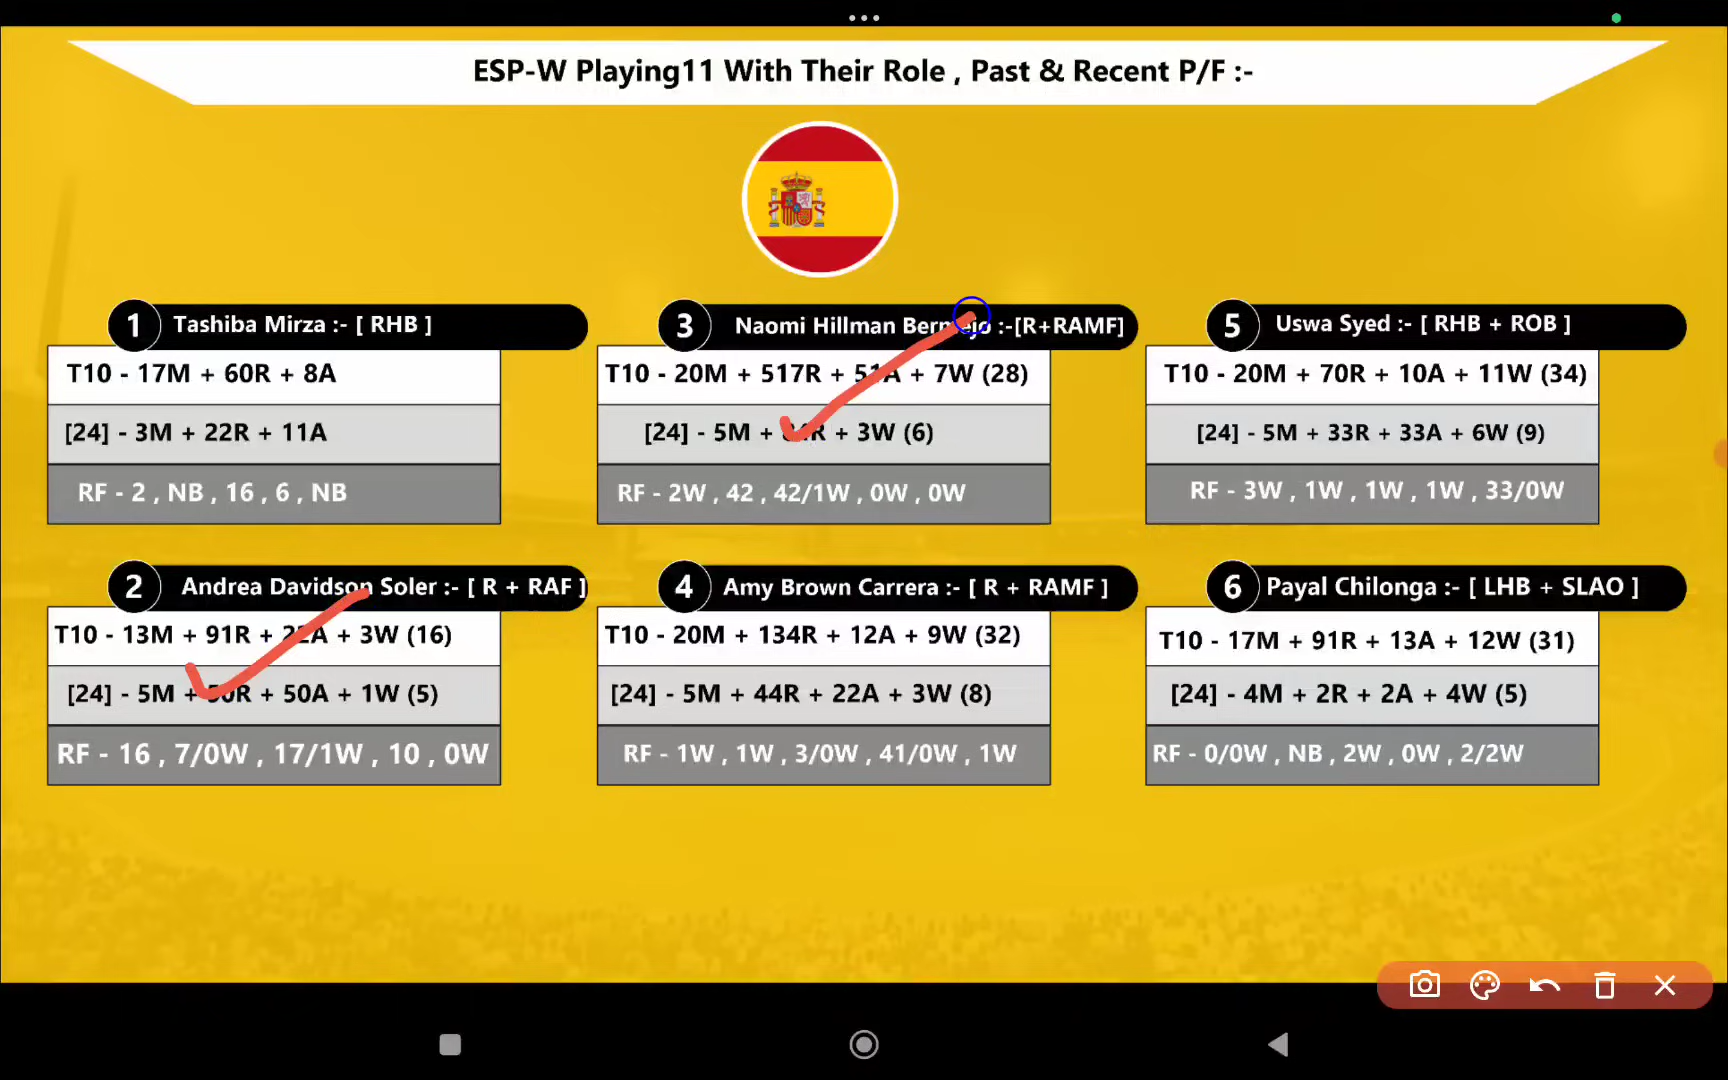 ESP-W Playing11 With Their Role , Past & Recent P/F :-
1 Tashiba Mirza :- [ RHB ]
T10 - 17M + 60R + 8A
[24] - 3M + 22R + 11A
RF - 2 , NB , 16 , 6 , NB
2 Andrea Davidson Soler :- [ R + RAF ]
T10 - 13M + 91R + 22A + 3W (16)
[24] - 5M + 50R + 50A + 1W (5)
RF - 16 , 7/0W , 17/1W , 10 , 0W
3 Naomi Hillman Bermejo :-[R+RAMF]
T10 - 20M + 517R + 51A + 7W (28)
[24] - 5M + + 3W (6)
RF - 2W , 42 , 42/1W , 0W , 0W
4 Amy Brown Carrera :- [ R + RAMF ]
T10 - 20M + 134R + 12A + 9W (32)
[24] - 5M + 44R + 22A + 3W (8)
RF - 1W , 1W , 3/0W , 41/0W , 1W
5 Uswa Syed :- [ RHB + ROB ]
T10 - 20M + 70R + 10A + 11W (34)
[24] - 5M + 33R + 33A + 6W (9)
RF - 3W , 1W , 1W , 1W , 33/0W
6 Payal Chilonga :- [ LHB + SLAO ]
T10 - 17M + 91R + 13A + 12W (31)
[24] - 4M + 2R + 2A + 4W (5)
RF - 0/0W , NB , 2W , 0W , 2/2W